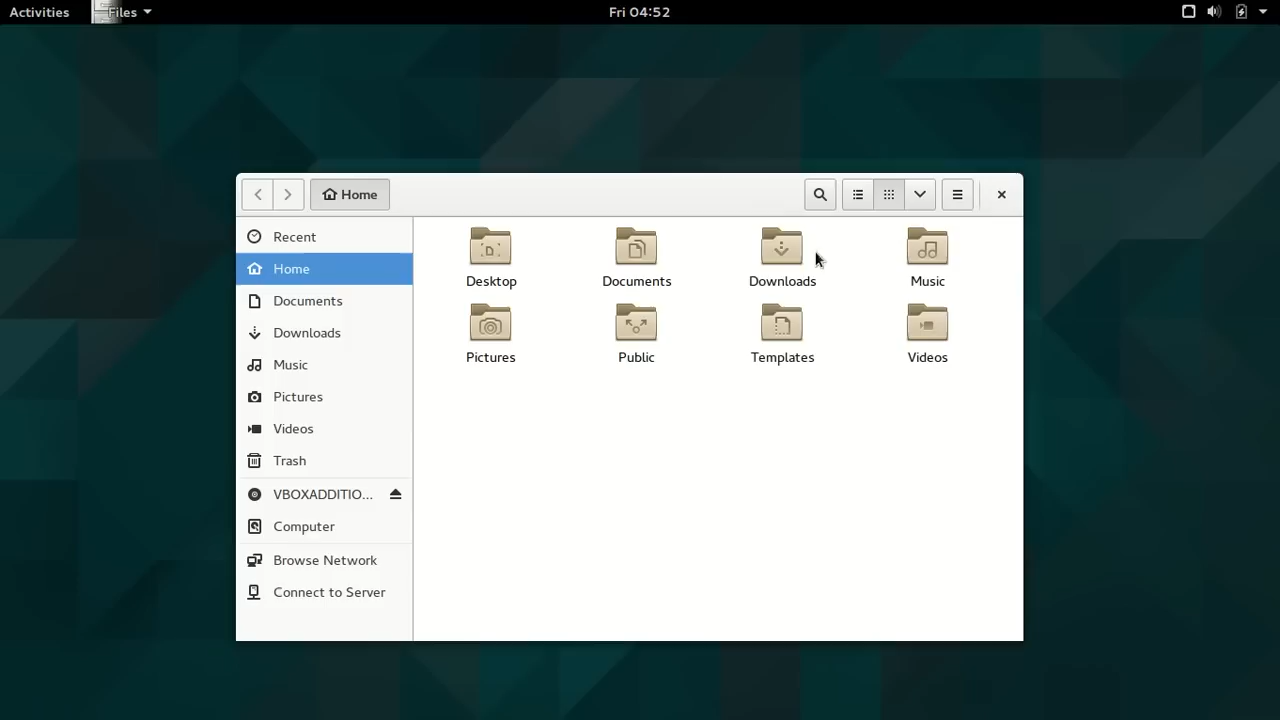 Activities
Files
Fri 04:52
Home
Recent
Home
Documents
Downloads
Music
Pictures
Videos
Trash
VBOXADDITIO...
Computer
Browse Network
Connect to Server
Desktop
Documents
Downloads
Music
Pictures
Public
Templates
Videos